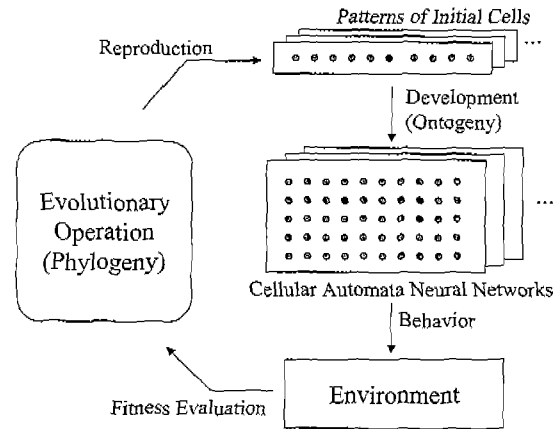 Patterns of Initial Cells
Reproduction
...
Development
(Ontogeny)
Evolutionary
Operation
(Phylogeny)
...
Cellular Automata Neural Networks
Behavior
Environment
Fitness Evaluation